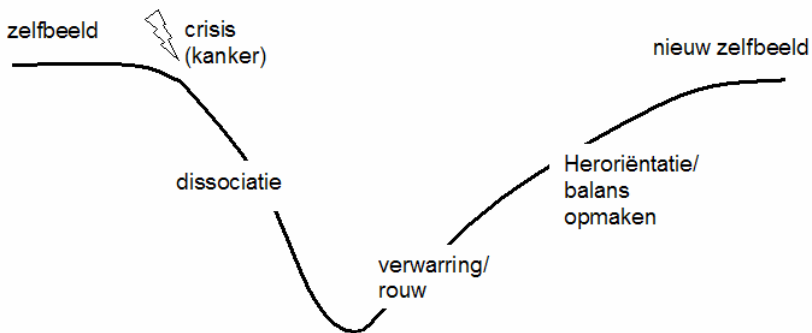 zelfbeeld
crisis
(kanker)
dissociatie
verwarring/
rouw
Heroriëntatie/
balans
opmaken
nieuw zelfbeeld